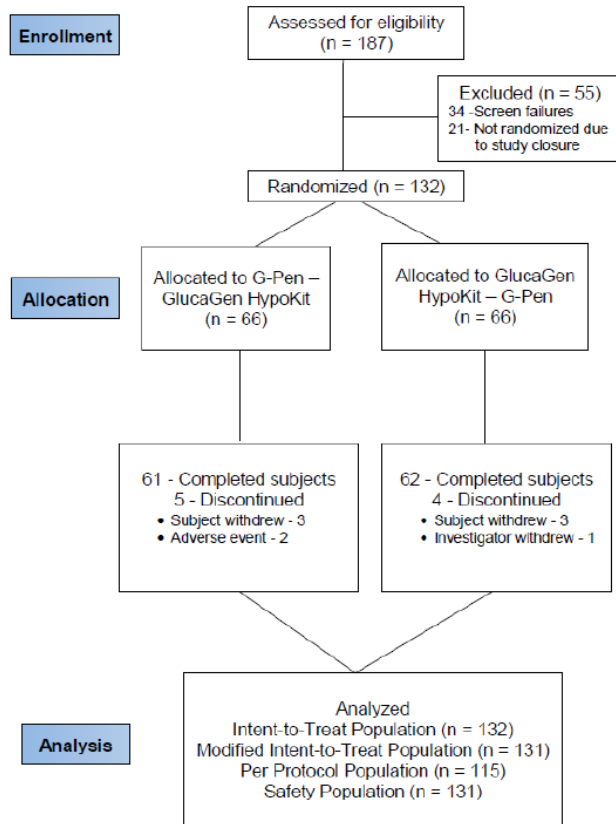 Enrollment
Assessed for eligibility
(n = 187)
Excluded (n = 55)
34 -Screen failures
21- Not randomized due
to study closure
Randomized (n = 132)
Allocation
Allocated to G-Pen –
GlucaGen HypoKit
(n = 66)
Allocated to GlucaGen
HypoKit – G-Pen
(n = 66)
61 - Completed subjects
5 - Discontinued
• Subject withdrew - 3
• Adverse event - 2
62 - Completed subjects
4 - Discontinued
• Subject withdrew - 3
• Investigator withdrew - 1
Analysis
Analyzed
Intent-to-Treat Population (n = 132)
Modified Intent-to-Treat Population (n = 131)
Per Protocol Population (n = 115)
Safety Population (n = 131)